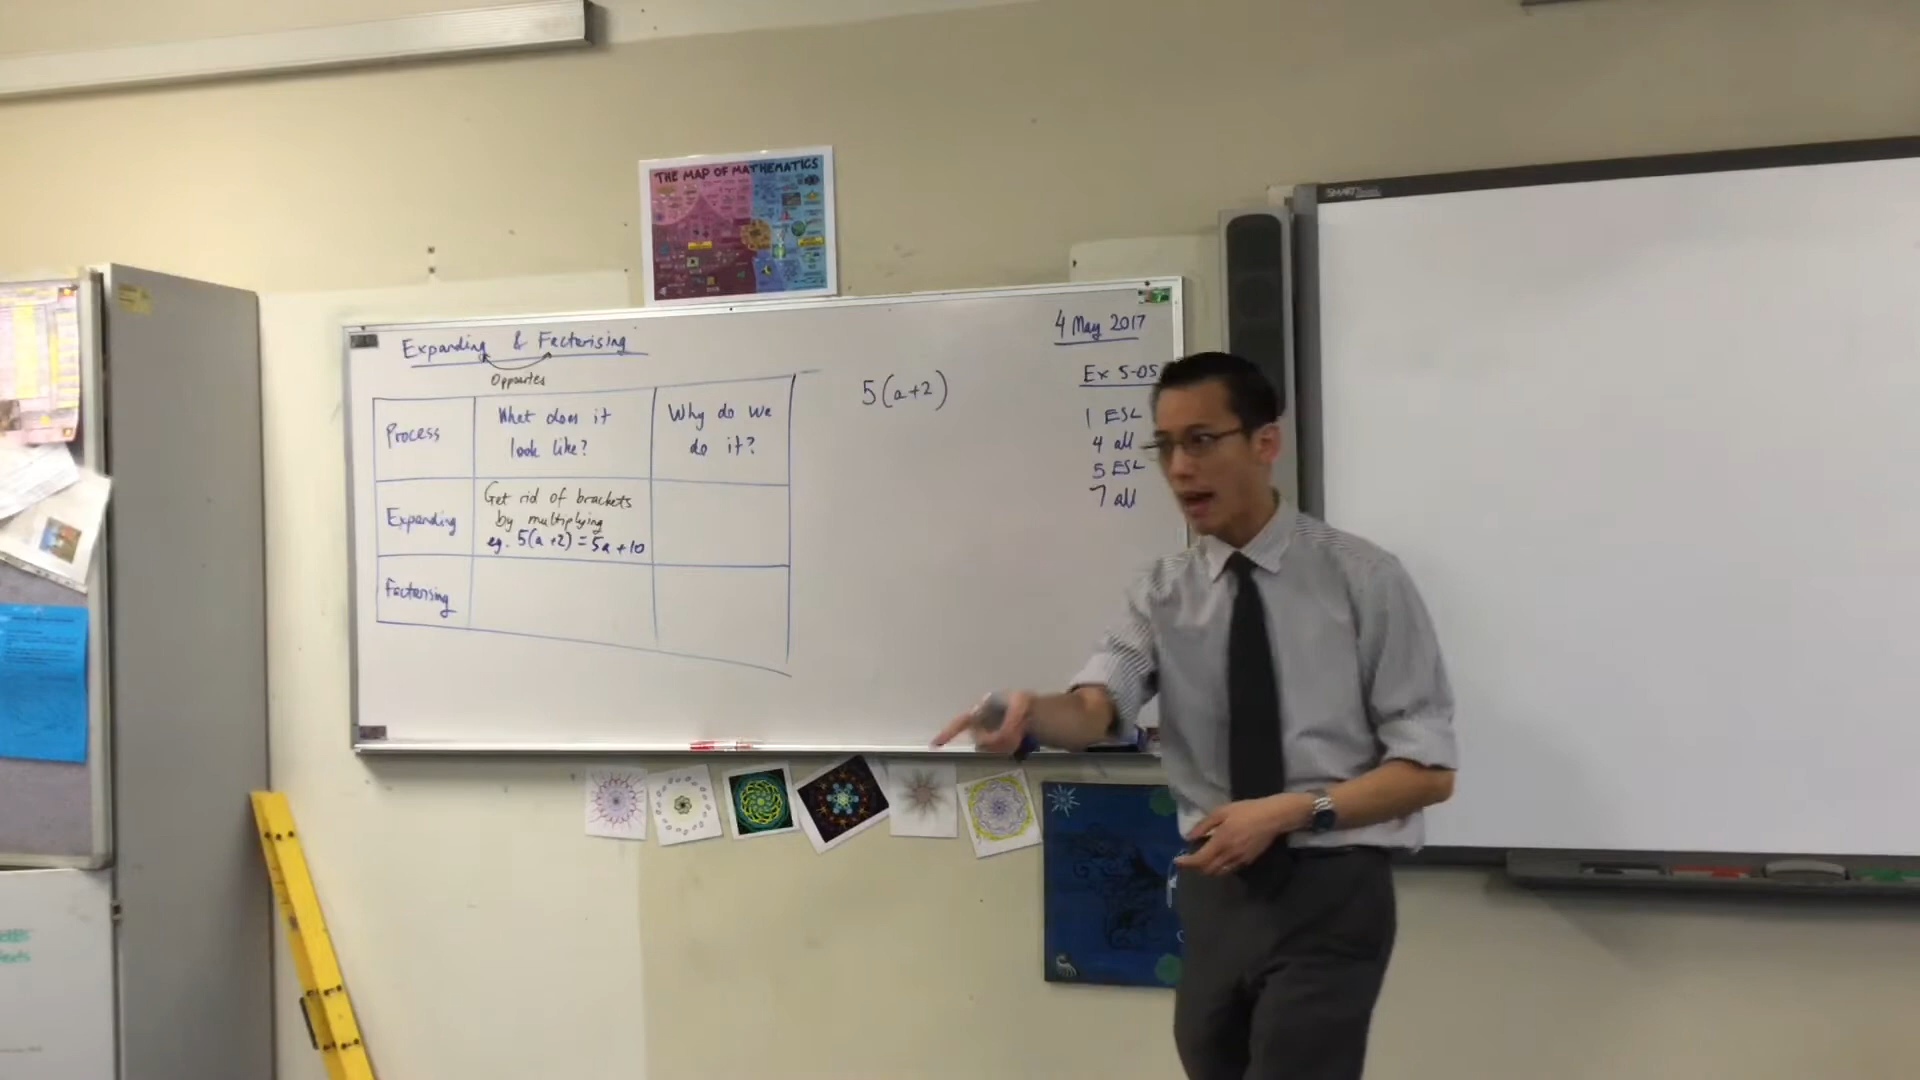 THE MAP OF MATHEMATICS
SMART
Expanding & Factorising
Opposites
Process
What does it
look like?
Why do we
do it?
Expanding
Get rid of brackets
by multiplying
eg. 5(a+2)=5a+10
Factorising
5(a+2)
4 May 2017
Ex 5-05
1 ESL
4 all
5 ESL
7 all